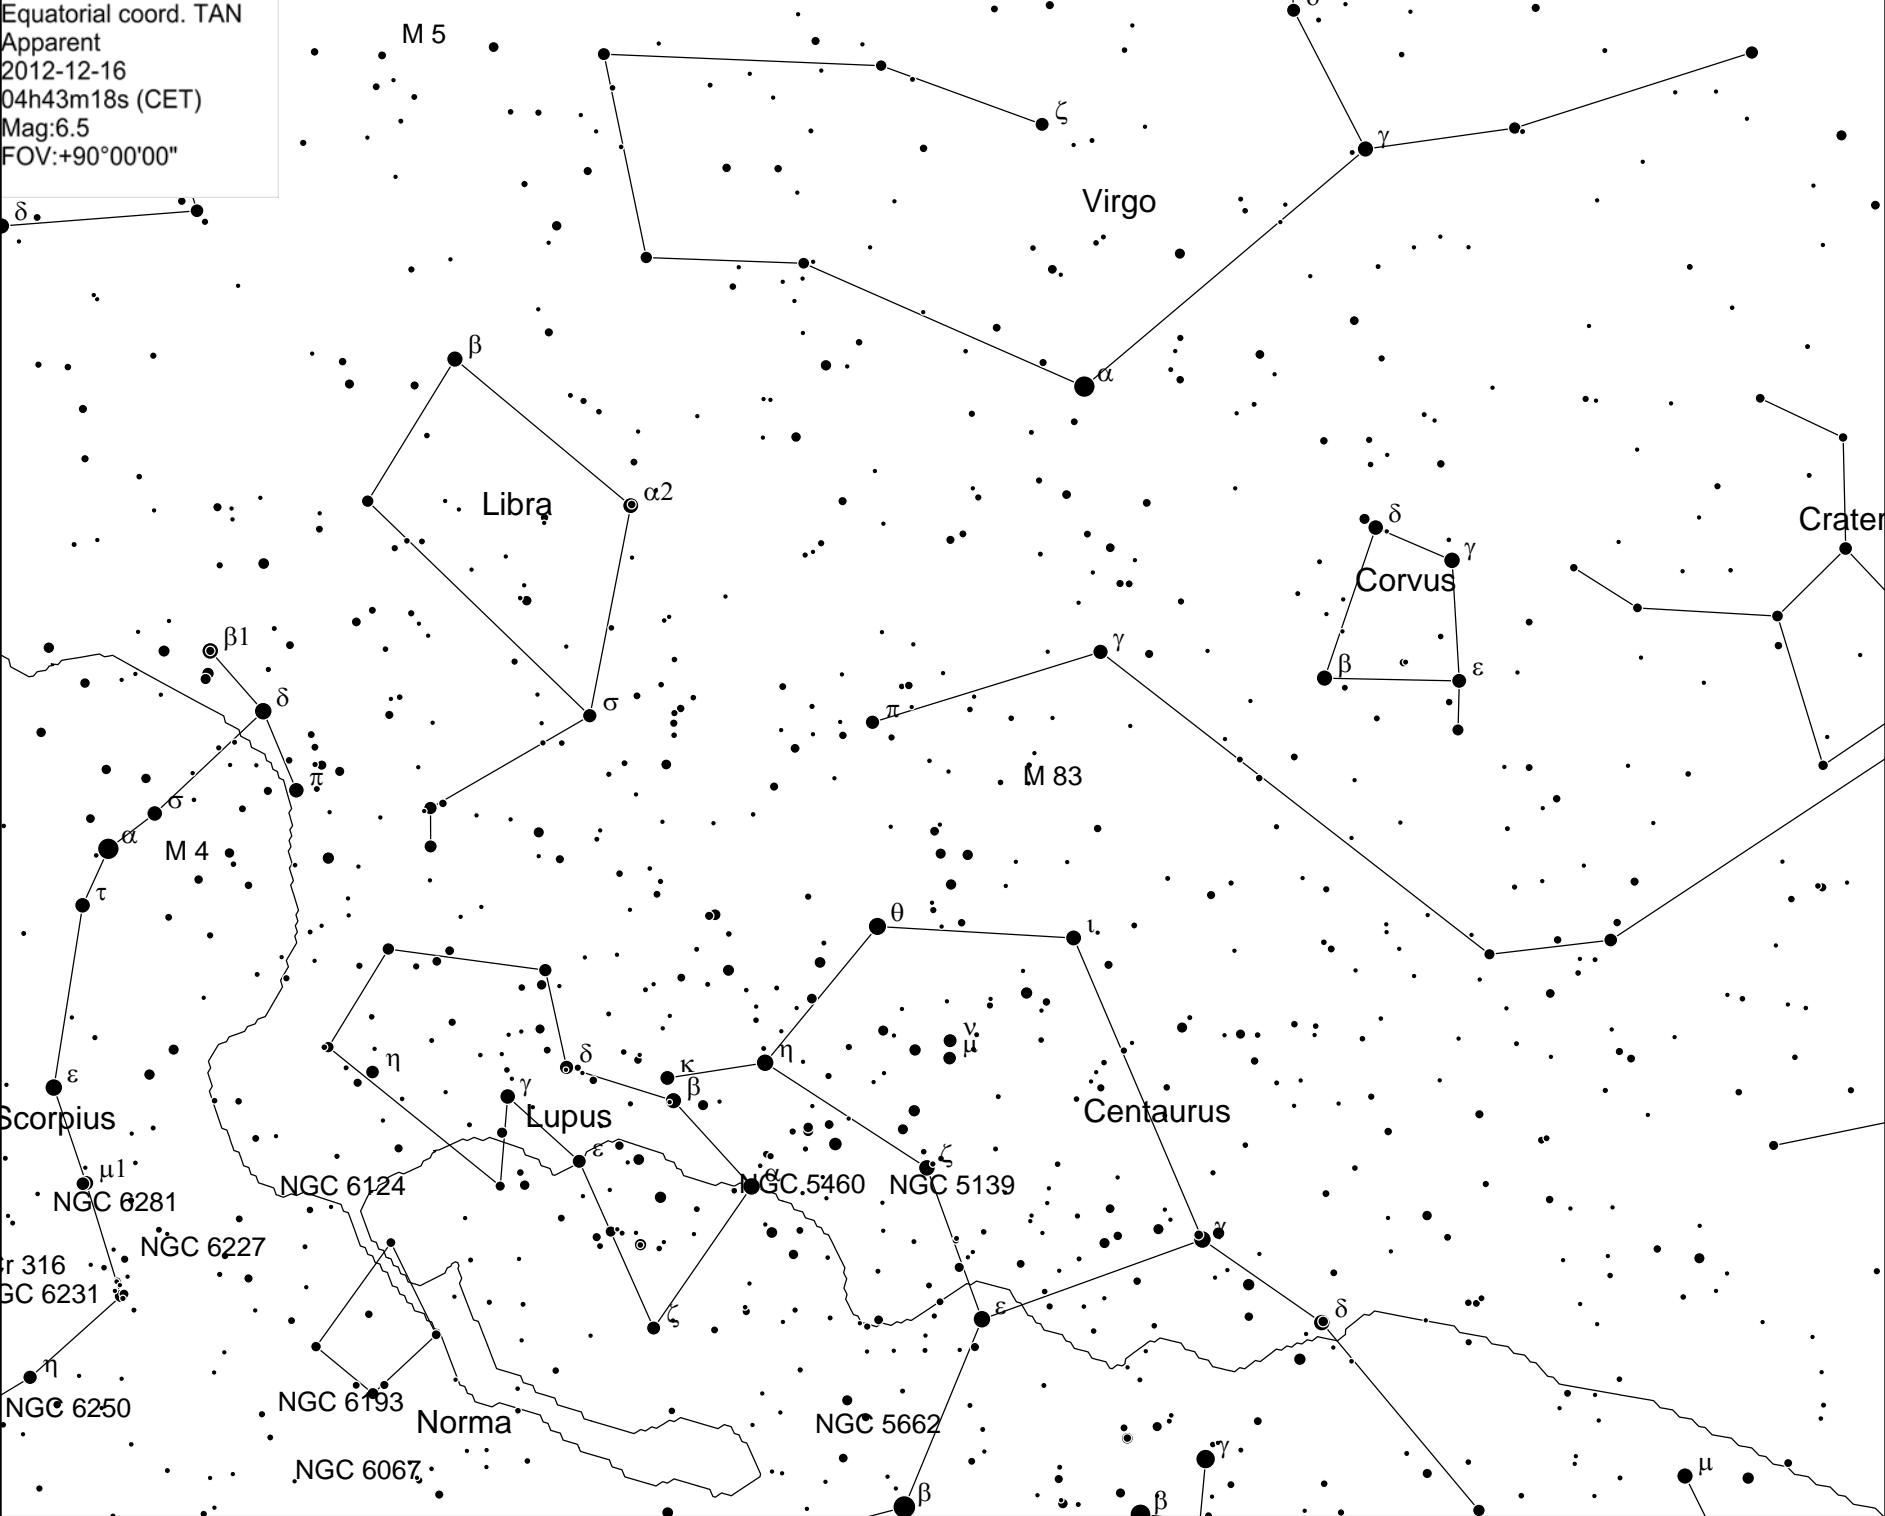 Equatorial coord. TAN
Apparent
2012-12-16
04h43m18s (CET)
Mag:6.5
FOV:+90°00'00"
M 5
ζ
γ
Virgo
δ
β
α
α2
Libra
δ
γ
Crater
Corvus
β1
γ
β
ε
δ
σ
π
π
M 83
σ
α
M 4
τ
θ
ι
ν
μ
η
δ
η
κ
β
ε
γ
Lupus
Centaurus
Scorpius
ε
ζ
μ1
α
NGC 6124
NGC 5460
NGC 5139
NGC 6281
γ
NGC 6227
r 316
GC 6231
ε
δ
ζ
η
NGC 6250
NGC 6193
Norma
NGC 5662
γ
NGC 6067
μ
β
β